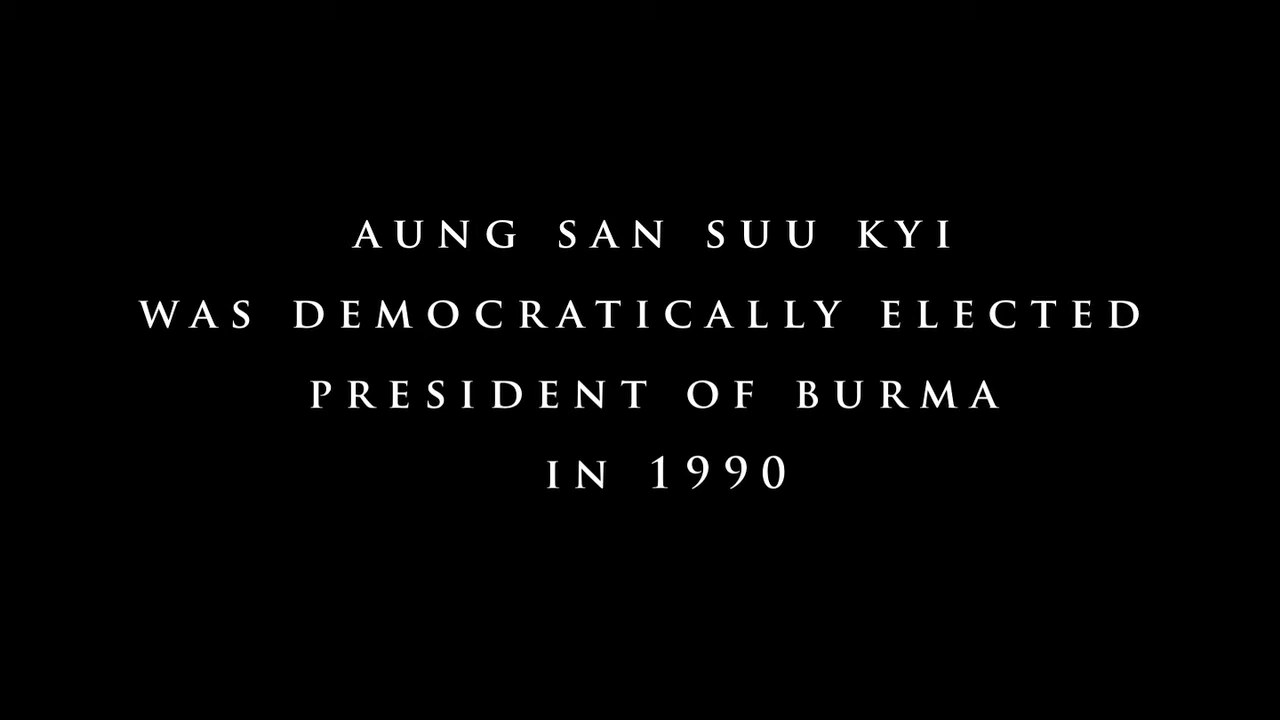 AUNG SAN SUU KYI
WAS DEMOCRATICALLY ELECTED
PRESIDENT OF BURMA
IN 1990